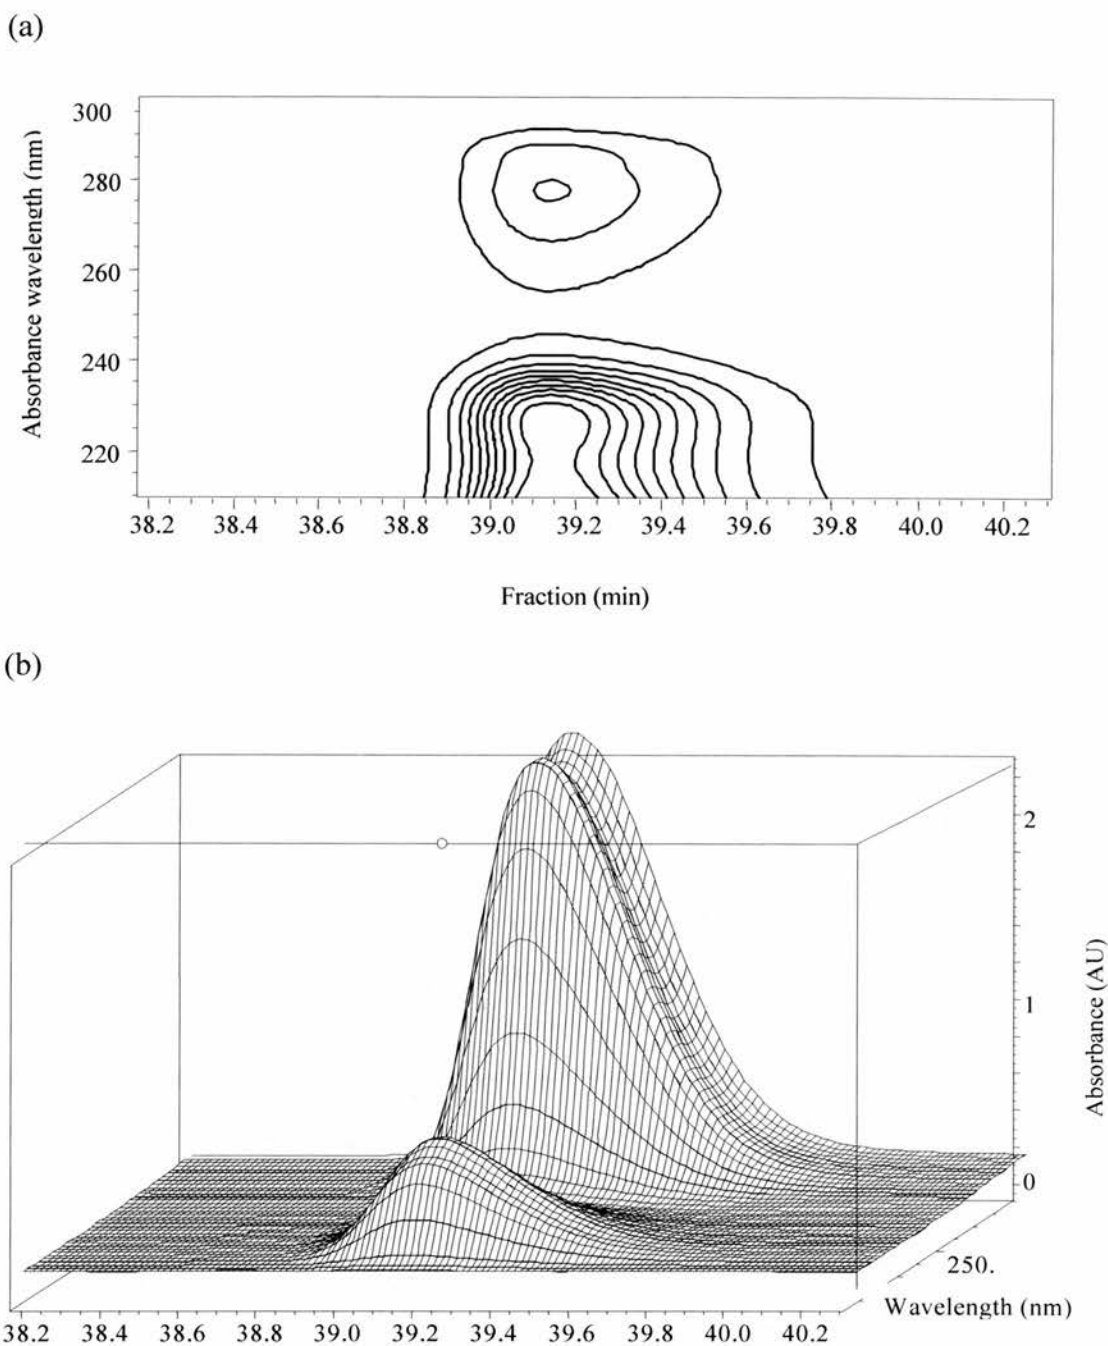 (a)
300
280
260
240
220
Absorbance wavelength (nm)
38.2 38.4 38.6 38.8 39.0 39.2 39.4 39.6 39.8 40.0 40.2
Fraction (min)
(b)
2
1
0
Absorbance (AU)
250.
Wavelength (nm)
38.2 38.4 38.6 38.8 39.0 39.2 39.4 39.6 39.8 40.0 40.2